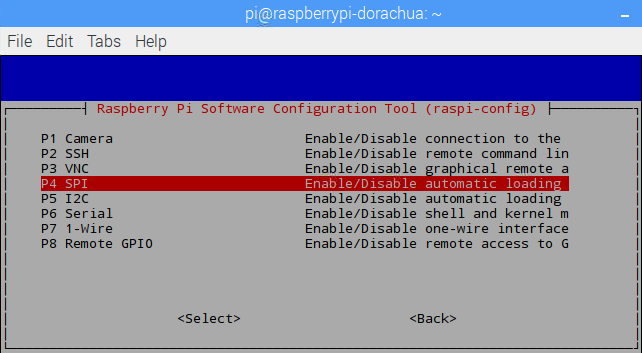 pi@raspberrypi-dorachua: ~
File Edit Tabs Help
Raspberry Pi Software Configuration Tool (raspi-config)
P1 Camera Enable/Disable connection to the
P2 SSH Enable/Disable remote command lin
P3 VNC Enable/Disable graphical remote a
P4 SPI Enable/Disable automatic loading
P5 I2C Enable/Disable automatic loading
P6 Serial Enable/Disable shell and kernel m
P7 1-Wire Enable/Disable one-wire interface
P8 Remote GPIO Enable/Disable remote access to G
<Select> <Back>